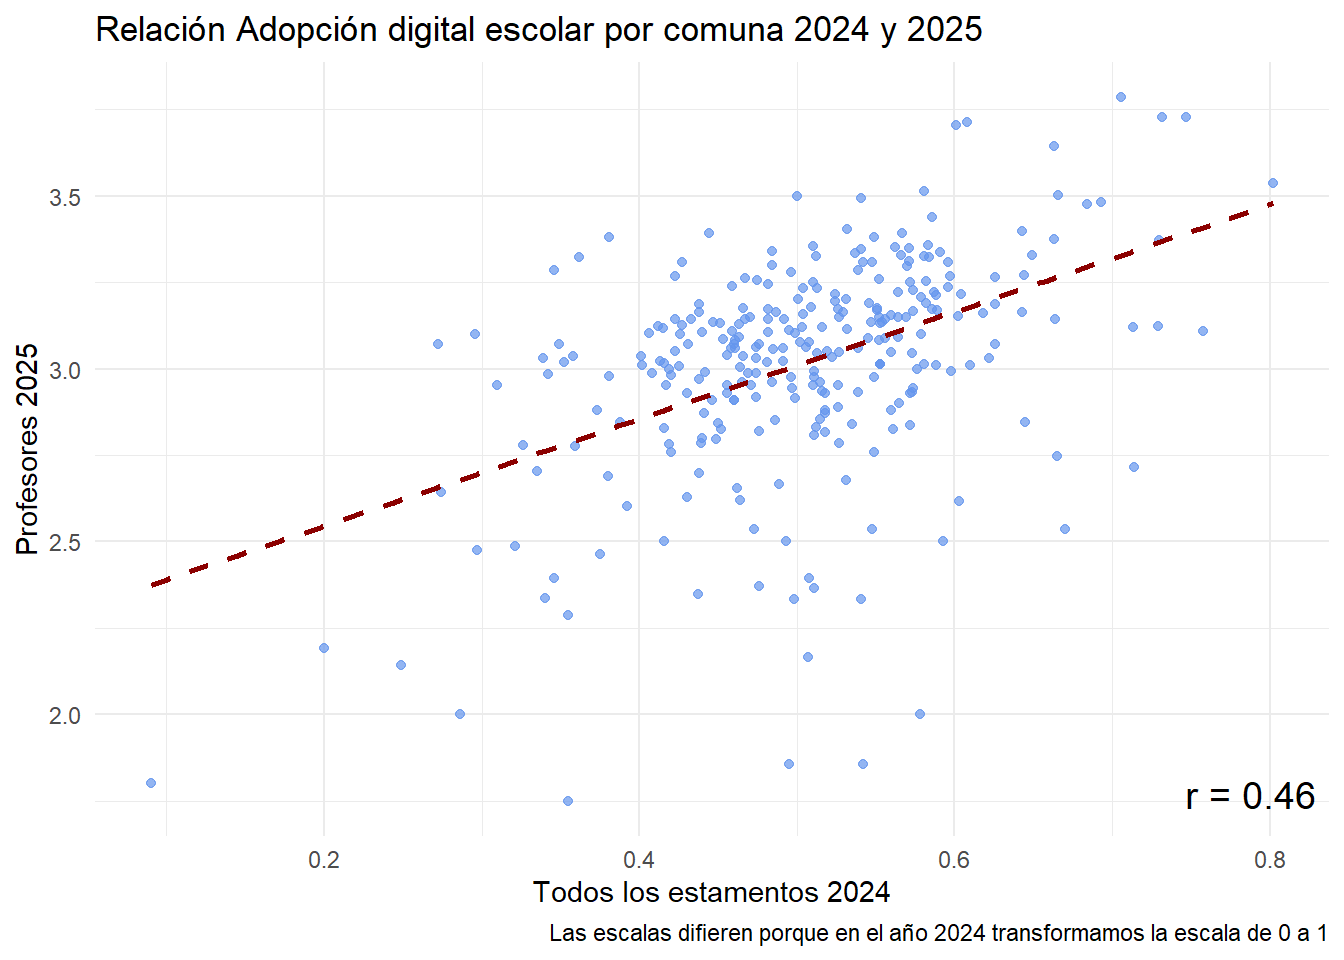 Relación Adopción digital escolar por comuna 2024 y 2025
Profesores 2025
3.5
3.0
2.5
2.0
r = 0.46
0.2
0.4
0.6
0.8
Todos los estamentos 2024
Las escalas difieren porque en el año 2024 transformamos la escala de 0 a 1